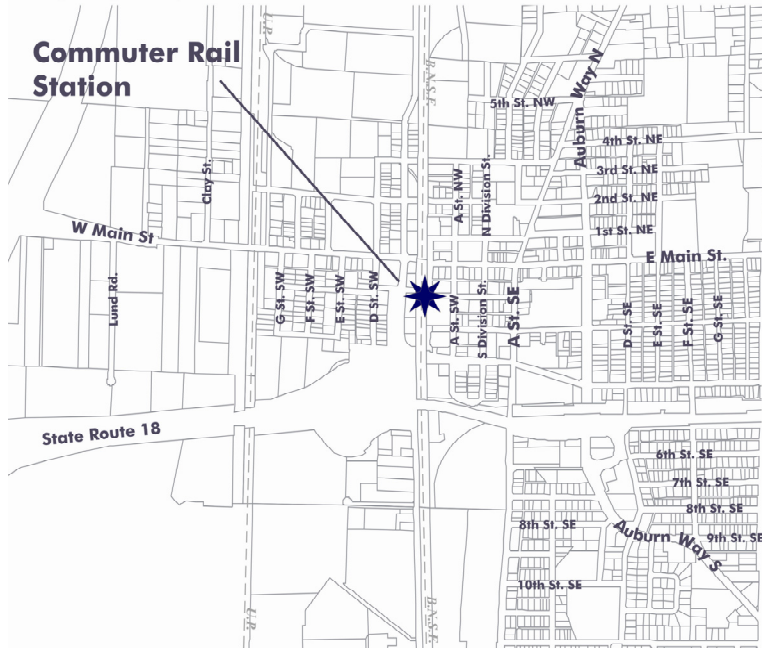 Commuter Rail
Station
U.P.
B.N.S.F.
Auburn Way N
5th St. NW
4th St. NE
3rd St. NE
2nd St. NE
1st St. NE
Clay St.
A St. NW
N Division St.
W Main St
E Main St.
Lund Rd.
G St. SW
F St. SW
E St. SW
D St. SW
A St. SW
S Division St.
A St. SE
D St. SE
E St. SE
F St. SE
G St. SE
State Route 18
6th St. SE
7th St. SE
8th St. SE
8th St. SE
9th St. SE
Auburn Way S
10th St. SE
U.P.
B.N.S.F.